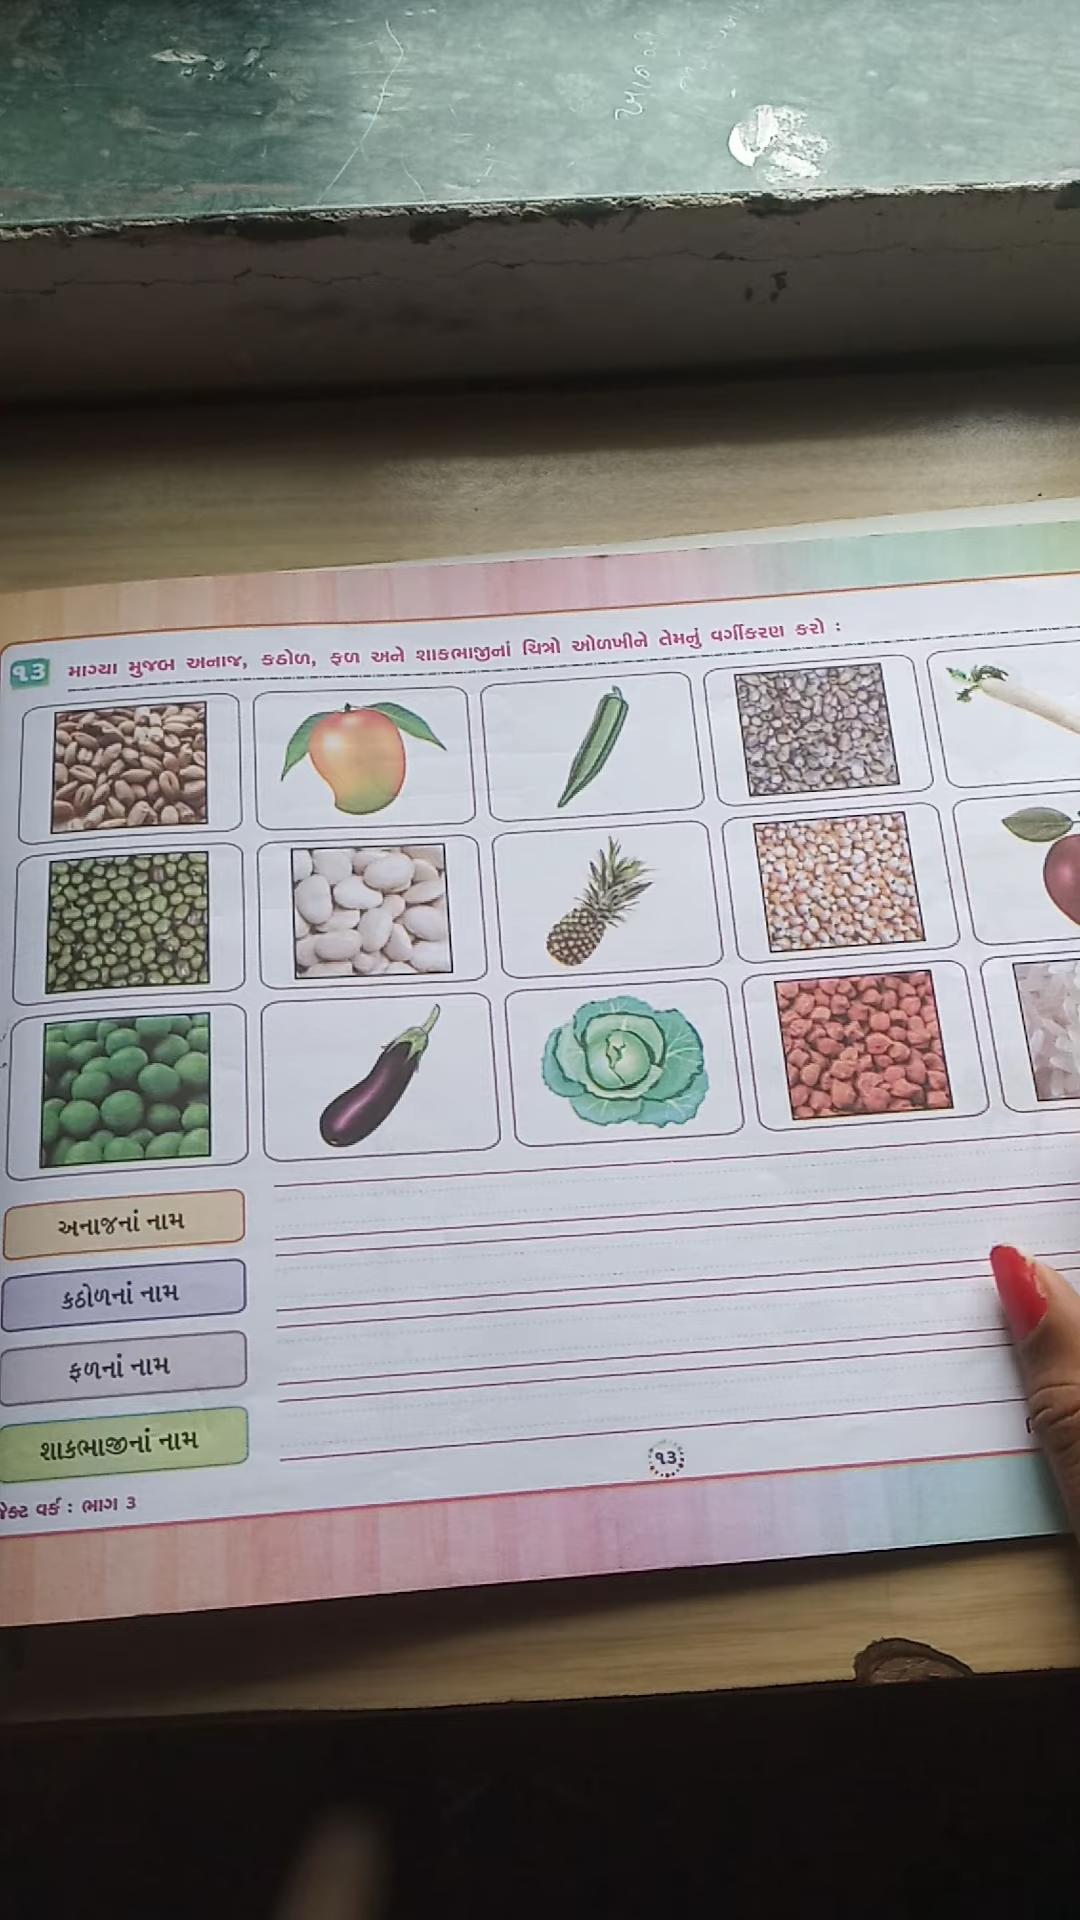 ૧૩ માગ્યા મુજબ અનાજ, કઠોળ, ફળ અને શાકભાજીનાં ચિત્રો ઓળખીને તેમનું વર્ગીકરણ કરો :
અનાજનાં નામ
કઠોળનાં નામ
ફળનાં નામ
શાકભાજીનાં નામ
૧૩
વર્ક : ભાગ ૩